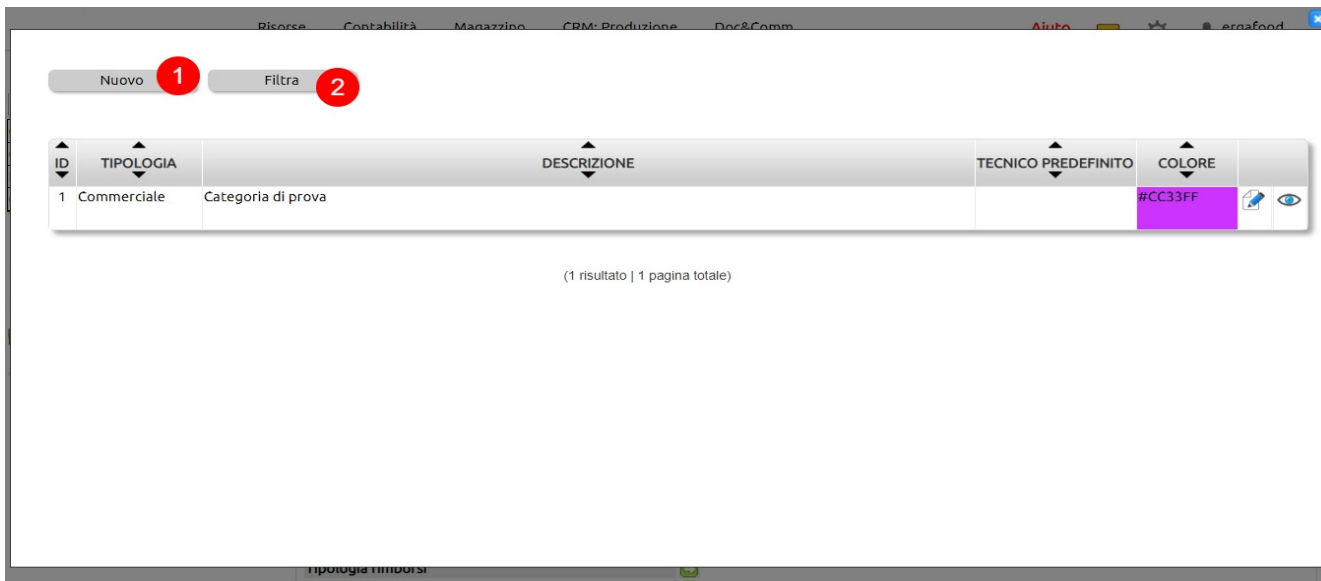 Risorse Contabilità Magazzino CRM: Produzione Doc&Comm Aiuto ergafood
Nuovo 1 Filtra 2
ID TIPOLOGIA DESCRIZIONE TECNICO PREDEFINITO COLORE
1 Commerciale Categoria di prova #CC33FF
(1 risultato | 1 pagina totale)
Tipologia rimborsi